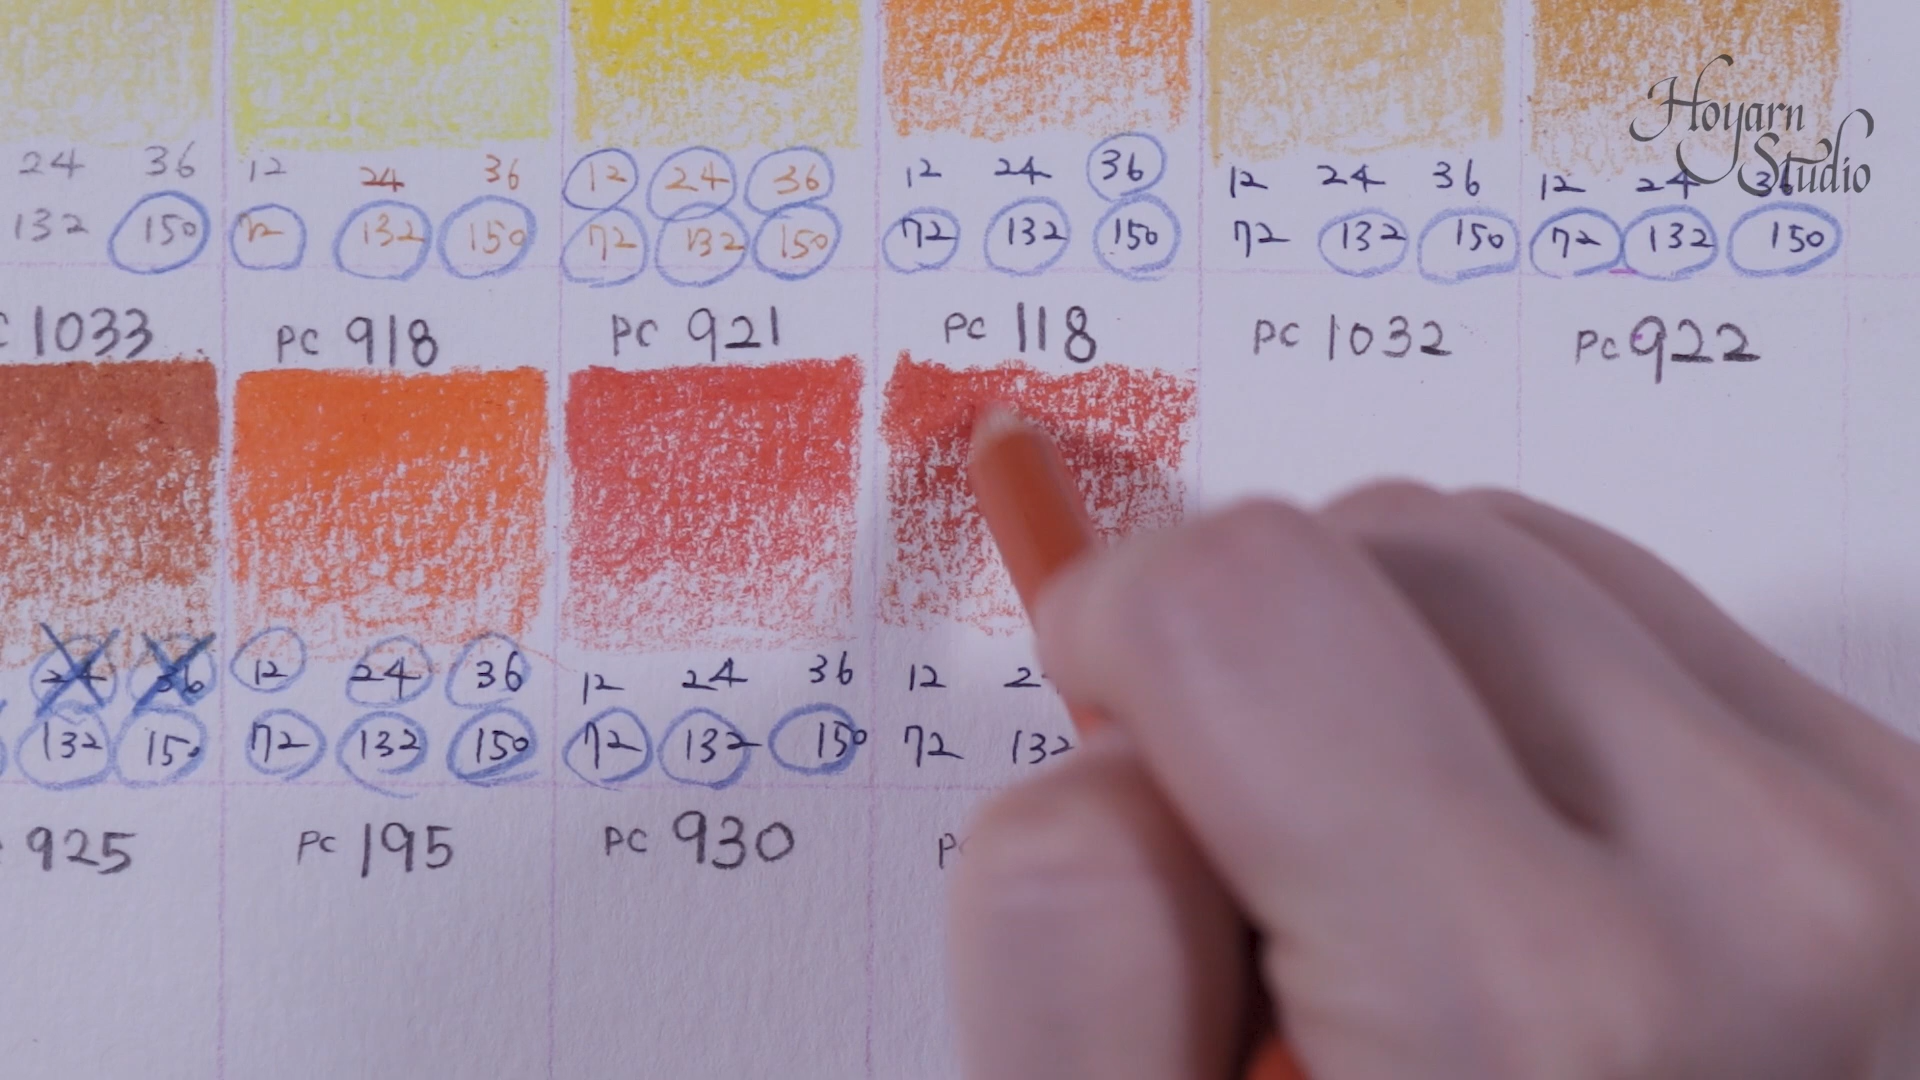 Hoyarn
Studio
24 36 12 24 36 12 24 36 12 24 36 12 24 36 12 24 36
132 150 72 132 150 72 132 150 72 132 150 72 132 150 72 132 150
1033 PC 918 PC 921 PC 118 PC 1032 PC 922
24 36 12 24 36 12 24 36 12
132 150 72 132 150 72 132 150 72 132
925 PC 195 PC 930